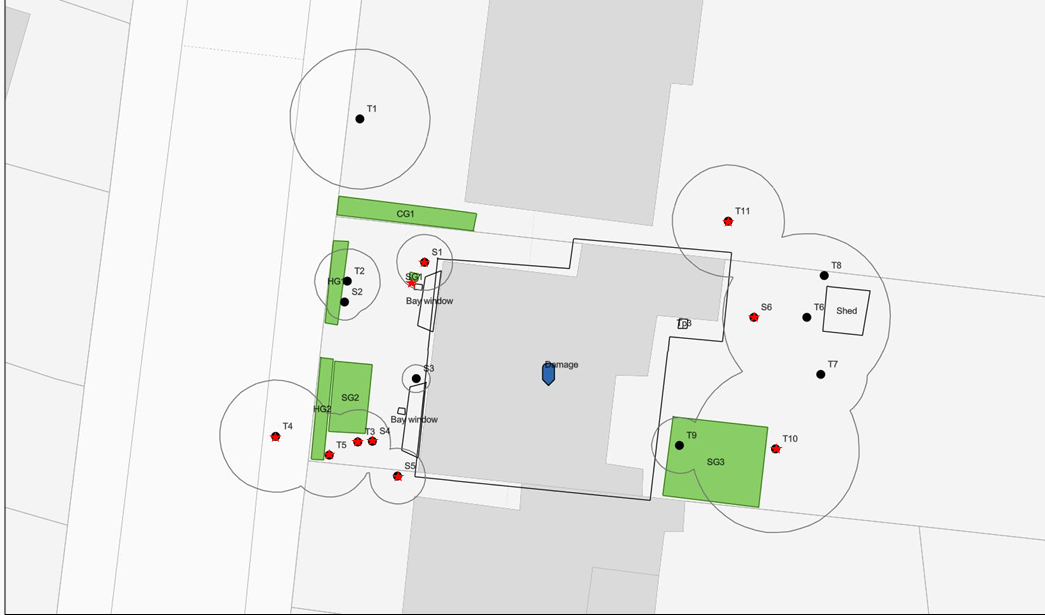 T1
CG1
T11
S1
T8
T2
SG1
HG1
S2
Bay window
S6
T6
Shed
Tp3
Damage
S3
T7
SG2
HG2
Bay window
T4
T3
S4
T5
T9
T10
SG3
S5